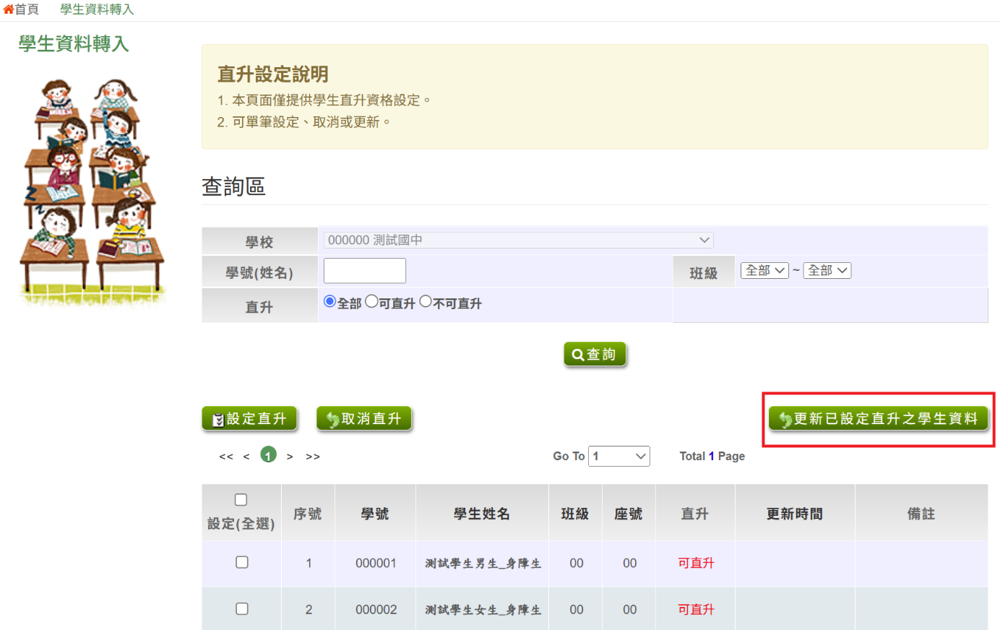 首頁 學生資料轉入
學生資料轉入
直升設定說明
1. 本頁面僅提供學生直升資格設定。
2. 可單筆設定、取消或更新。
查詢區
學校 000000 測試國中
學號(姓名) 班級 全部 ~ 全部
直升 全部 可直升 不可直升
查詢
設定直升 取消直升 更新已設定直升之學生資料
<< < 1 > >> Go To 1 Total 1 Page
設定(全選) 序號 學號 學生姓名 班級 座號 直升 更新時間 備註
1 000001 測試學生男生_身障生 00 00 可直升
2 000002 測試學生女生_身障生 00 00 可直升